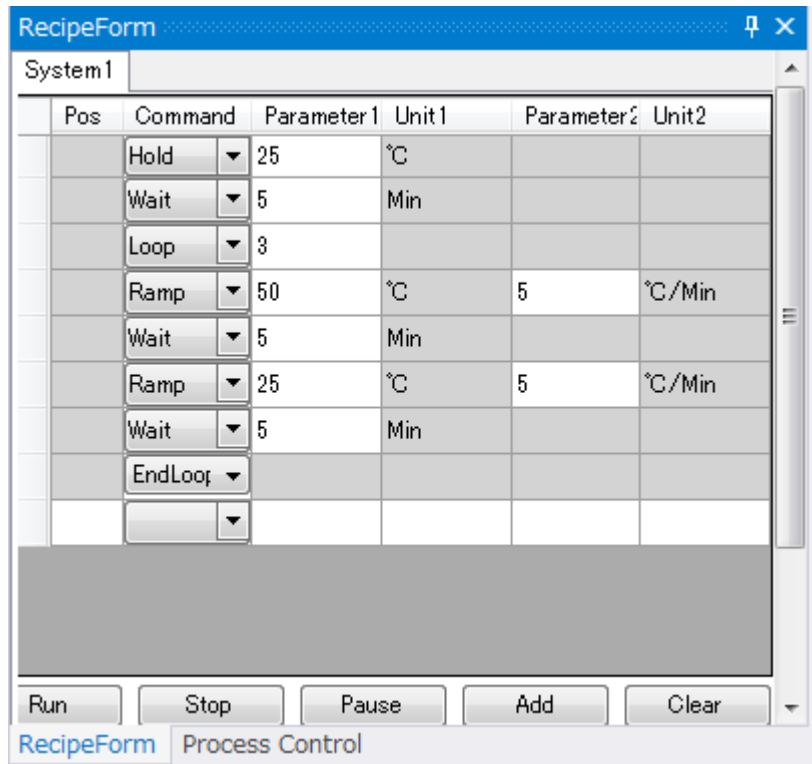 RecipeForm
System1
Pos Command Parameter1 Unit1 Parameter2 Unit2
Hold 25 ℃
Wait 5 Min
Loop 3
Ramp 50 ℃ 5 ℃/Min
Wait 5 Min
Ramp 25 ℃ 5 ℃/Min
Wait 5 Min
EndLoop
Run Stop Pause Add Clear
RecipeForm Process Control